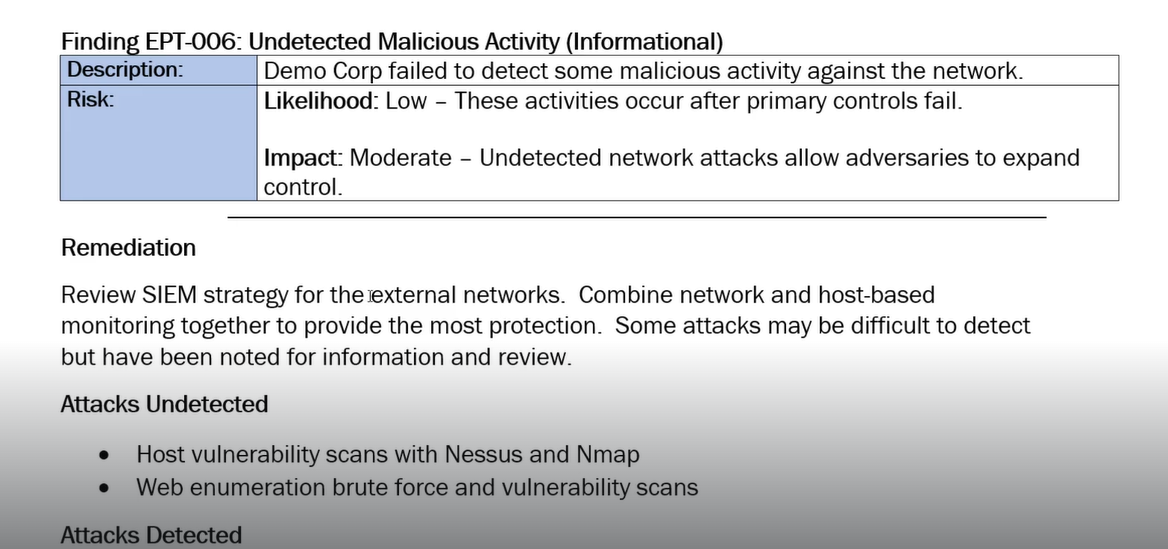 Finding EPT-006: Undetected Malicious Activity (Informational)
Description: Demo Corp failed to detect some malicious activity against the network.
Risk: Likelihood: Low – These activities occur after primary controls fail.
Impact: Moderate – Undetected network attacks allow adversaries to expand
control.
Remediation
Review SIEM strategy for the external networks. Combine network and host-based
monitoring together to provide the most protection. Some attacks may be difficult to detect
but have been noted for information and review.
Attacks Undetected
• Host vulnerability scans with Nessus and Nmap
• Web enumeration brute force and vulnerability scans
Attacks Detected